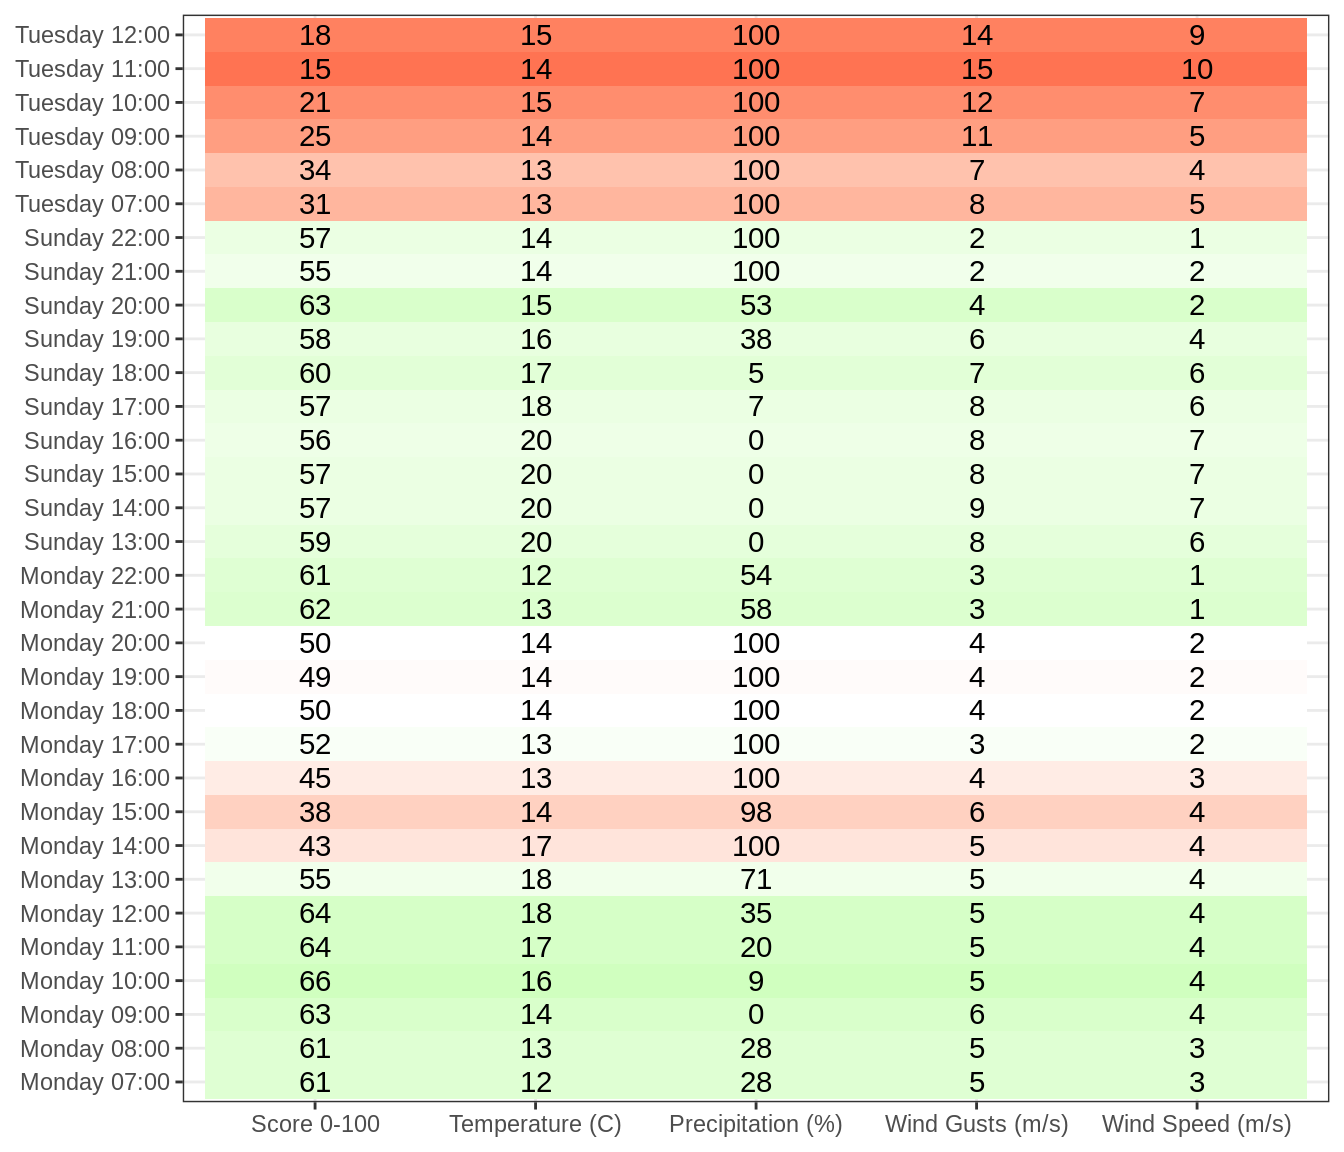 Tuesday 12:00 18 15 100 14 9
Tuesday 11:00 15 14 100 15 10
Tuesday 10:00 21 15 100 12 7
Tuesday 09:00 25 14 100 11 5
Tuesday 08:00 34 13 100 7 4
Tuesday 07:00 31 13 100 8 5
Sunday 22:00 57 14 100 2 1
Sunday 21:00 55 14 100 2 2
Sunday 20:00 63 15 53 4 2
Sunday 19:00 58 16 38 6 4
Sunday 18:00 60 17 5 7 6
Sunday 17:00 57 18 7 8 6
Sunday 16:00 56 20 0 8 7
Sunday 15:00 57 20 0 8 7
Sunday 14:00 57 20 0 9 7
Sunday 13:00 59 20 0 8 6
Monday 22:00 61 12 54 3 1
Monday 21:00 62 13 58 3 1
Monday 20:00 50 14 100 4 2
Monday 19:00 49 14 100 4 2
Monday 18:00 50 14 100 4 2
Monday 17:00 52 13 100 3 2
Monday 16:00 45 13 100 4 3
Monday 15:00 38 14 98 6 4
Monday 14:00 43 17 100 5 4
Monday 13:00 55 18 71 5 4
Monday 12:00 64 18 35 5 4
Monday 11:00 64 17 20 5 4
Monday 10:00 66 16 9 5 4
Monday 09:00 63 14 0 6 4
Monday 08:00 61 13 28 5 3
Monday 07:00 61 12 28 5 3
Score 0-100 Temperature (C) Precipitation (%) Wind Gusts (m/s) Wind Speed (m/s)